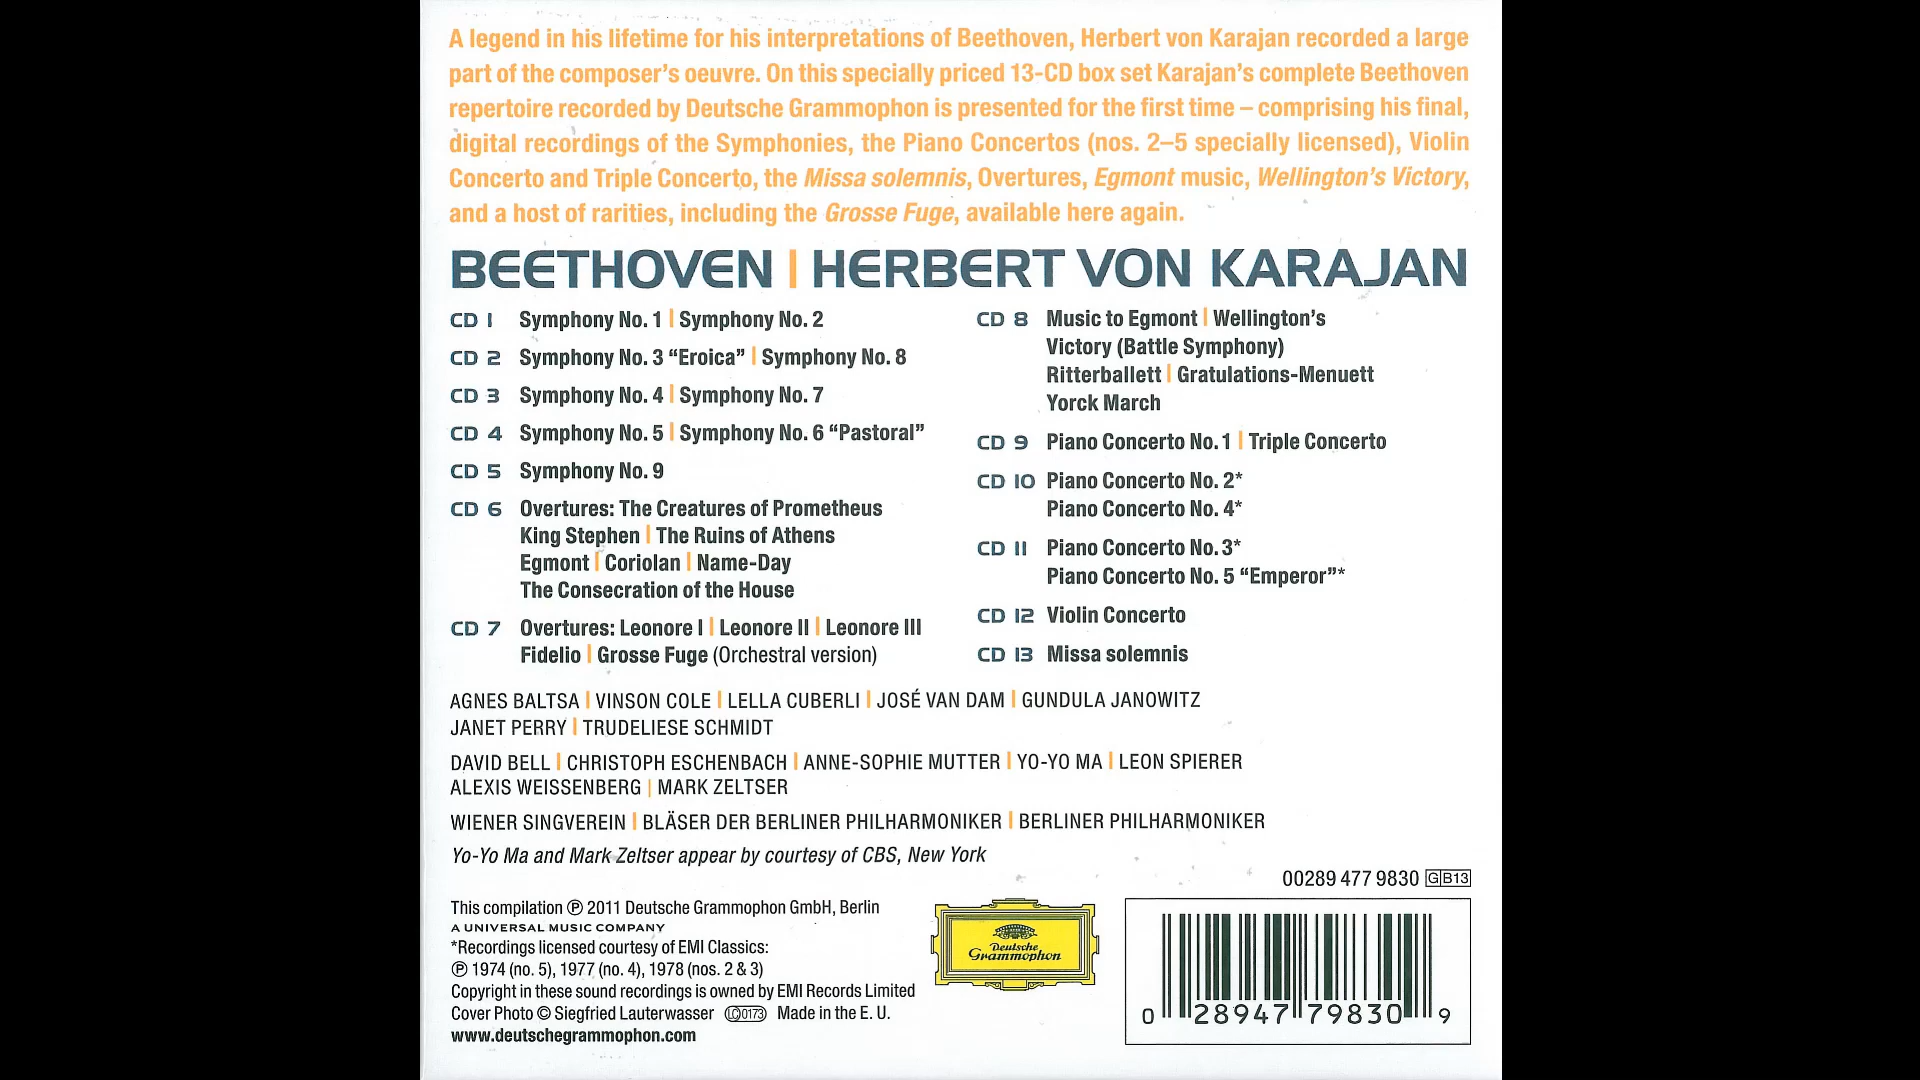 A legend in his lifetime for his interpretations of Beethoven, Herbert von Karajan recorded a large
part of the composer's oeuvre. On this specially priced 13-CD box set Karajan's complete Beethoven
repertoire recorded by Deutsche Grammophon is presented for the first time – comprising his final,
digital recordings of the Symphonies, the Piano Concertos (nos. 2–5 specially licensed), Violin
Concerto and Triple Concerto, the Missa solemnis, Overtures, Egmont music, Wellington's Victory,
and a host of rarities, including the Grosse Fuge, available here again.
BEETHOVEN | HERBERT VON KARAJAN
CD 1 Symphony No. 1 | Symphony No. 2
CD 2 Symphony No. 3 “Eroica” | Symphony No. 8
CD 3 Symphony No. 4 | Symphony No. 7
CD 4 Symphony No. 5 | Symphony No. 6 “Pastoral”
CD 5 Symphony No. 9
CD 6 Overtures: The Creatures of Prometheus
King Stephen | The Ruins of Athens
Egmont | Coriolan | Name-Day
The Consecration of the House
CD 7 Overtures: Leonore I | Leonore II | Leonore III
Fidelio | Grosse Fuge (Orchestral version)
CD 8 Music to Egmont | Wellington's
Victory (Battle Symphony)
Ritterballett | Gratulations-Menuett
Yorck March
CD 9 Piano Concerto No. 1 | Triple Concerto
CD 10 Piano Concerto No. 2*
Piano Concerto No. 4*
CD 11 Piano Concerto No. 3*
Piano Concerto No. 5 “Emperor”*
CD 12 Violin Concerto
CD 13 Missa solemnis
AGNES BALTSA | VINSON COLE | LELLA CUBERLI | JOSÉ VAN DAM | GUNDULA JANOWITZ
JANET PERRY | TRUDELIESE SCHMIDT
DAVID BELL | CHRISTOPH ESCHENBACH | ANNE-SOPHIE MUTTER | YO-YO MA | LEON SPIERER
ALEXIS WEISSENBERG | MARK ZELTSER
WIENER SINGVEREIN | BLÄSER DER BERLINER PHILHARMONIKER | BERLINER PHILHARMONIKER
Yo-Yo Ma and Mark Zeltser appear by courtesy of CBS, New York
00289 477 9830 G B13
This compilation ℗ 2011 Deutsche Grammophon GmbH, Berlin
A UNIVERSAL MUSIC COMPANY
*Recordings licensed courtesy of EMI Classics:
℗ 1974 (no. 5), 1977 (no. 4), 1978 (nos. 2 & 3)
Copyright in these sound recordings is owned by EMI Records Limited
Cover Photo © Siegfried Lauterwasser LC 0173 Made in the E. U.
www.deutschegrammophon.com
Deutsche
Grammophon
0 28947 79830 9